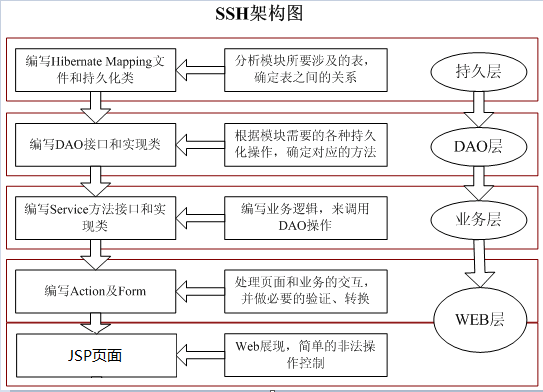 SSH架构图
编写Hibernate Mapping文
件和持久化类
分析模块所要涉及的表,
确定表之间的关系
持久层
编写DAO接口和实现类
根据模块需要的各种持久
化操作，确定对应的方法
DAO层
编写Service方法接口和实
现类
编写业务逻辑，来调用
DAO操作
业务层
编写Action及Form
处理页面和业务的交互，
并做必要的验证、转换
WEB层
JSP页面
Web展现，简单的非法操
作控制